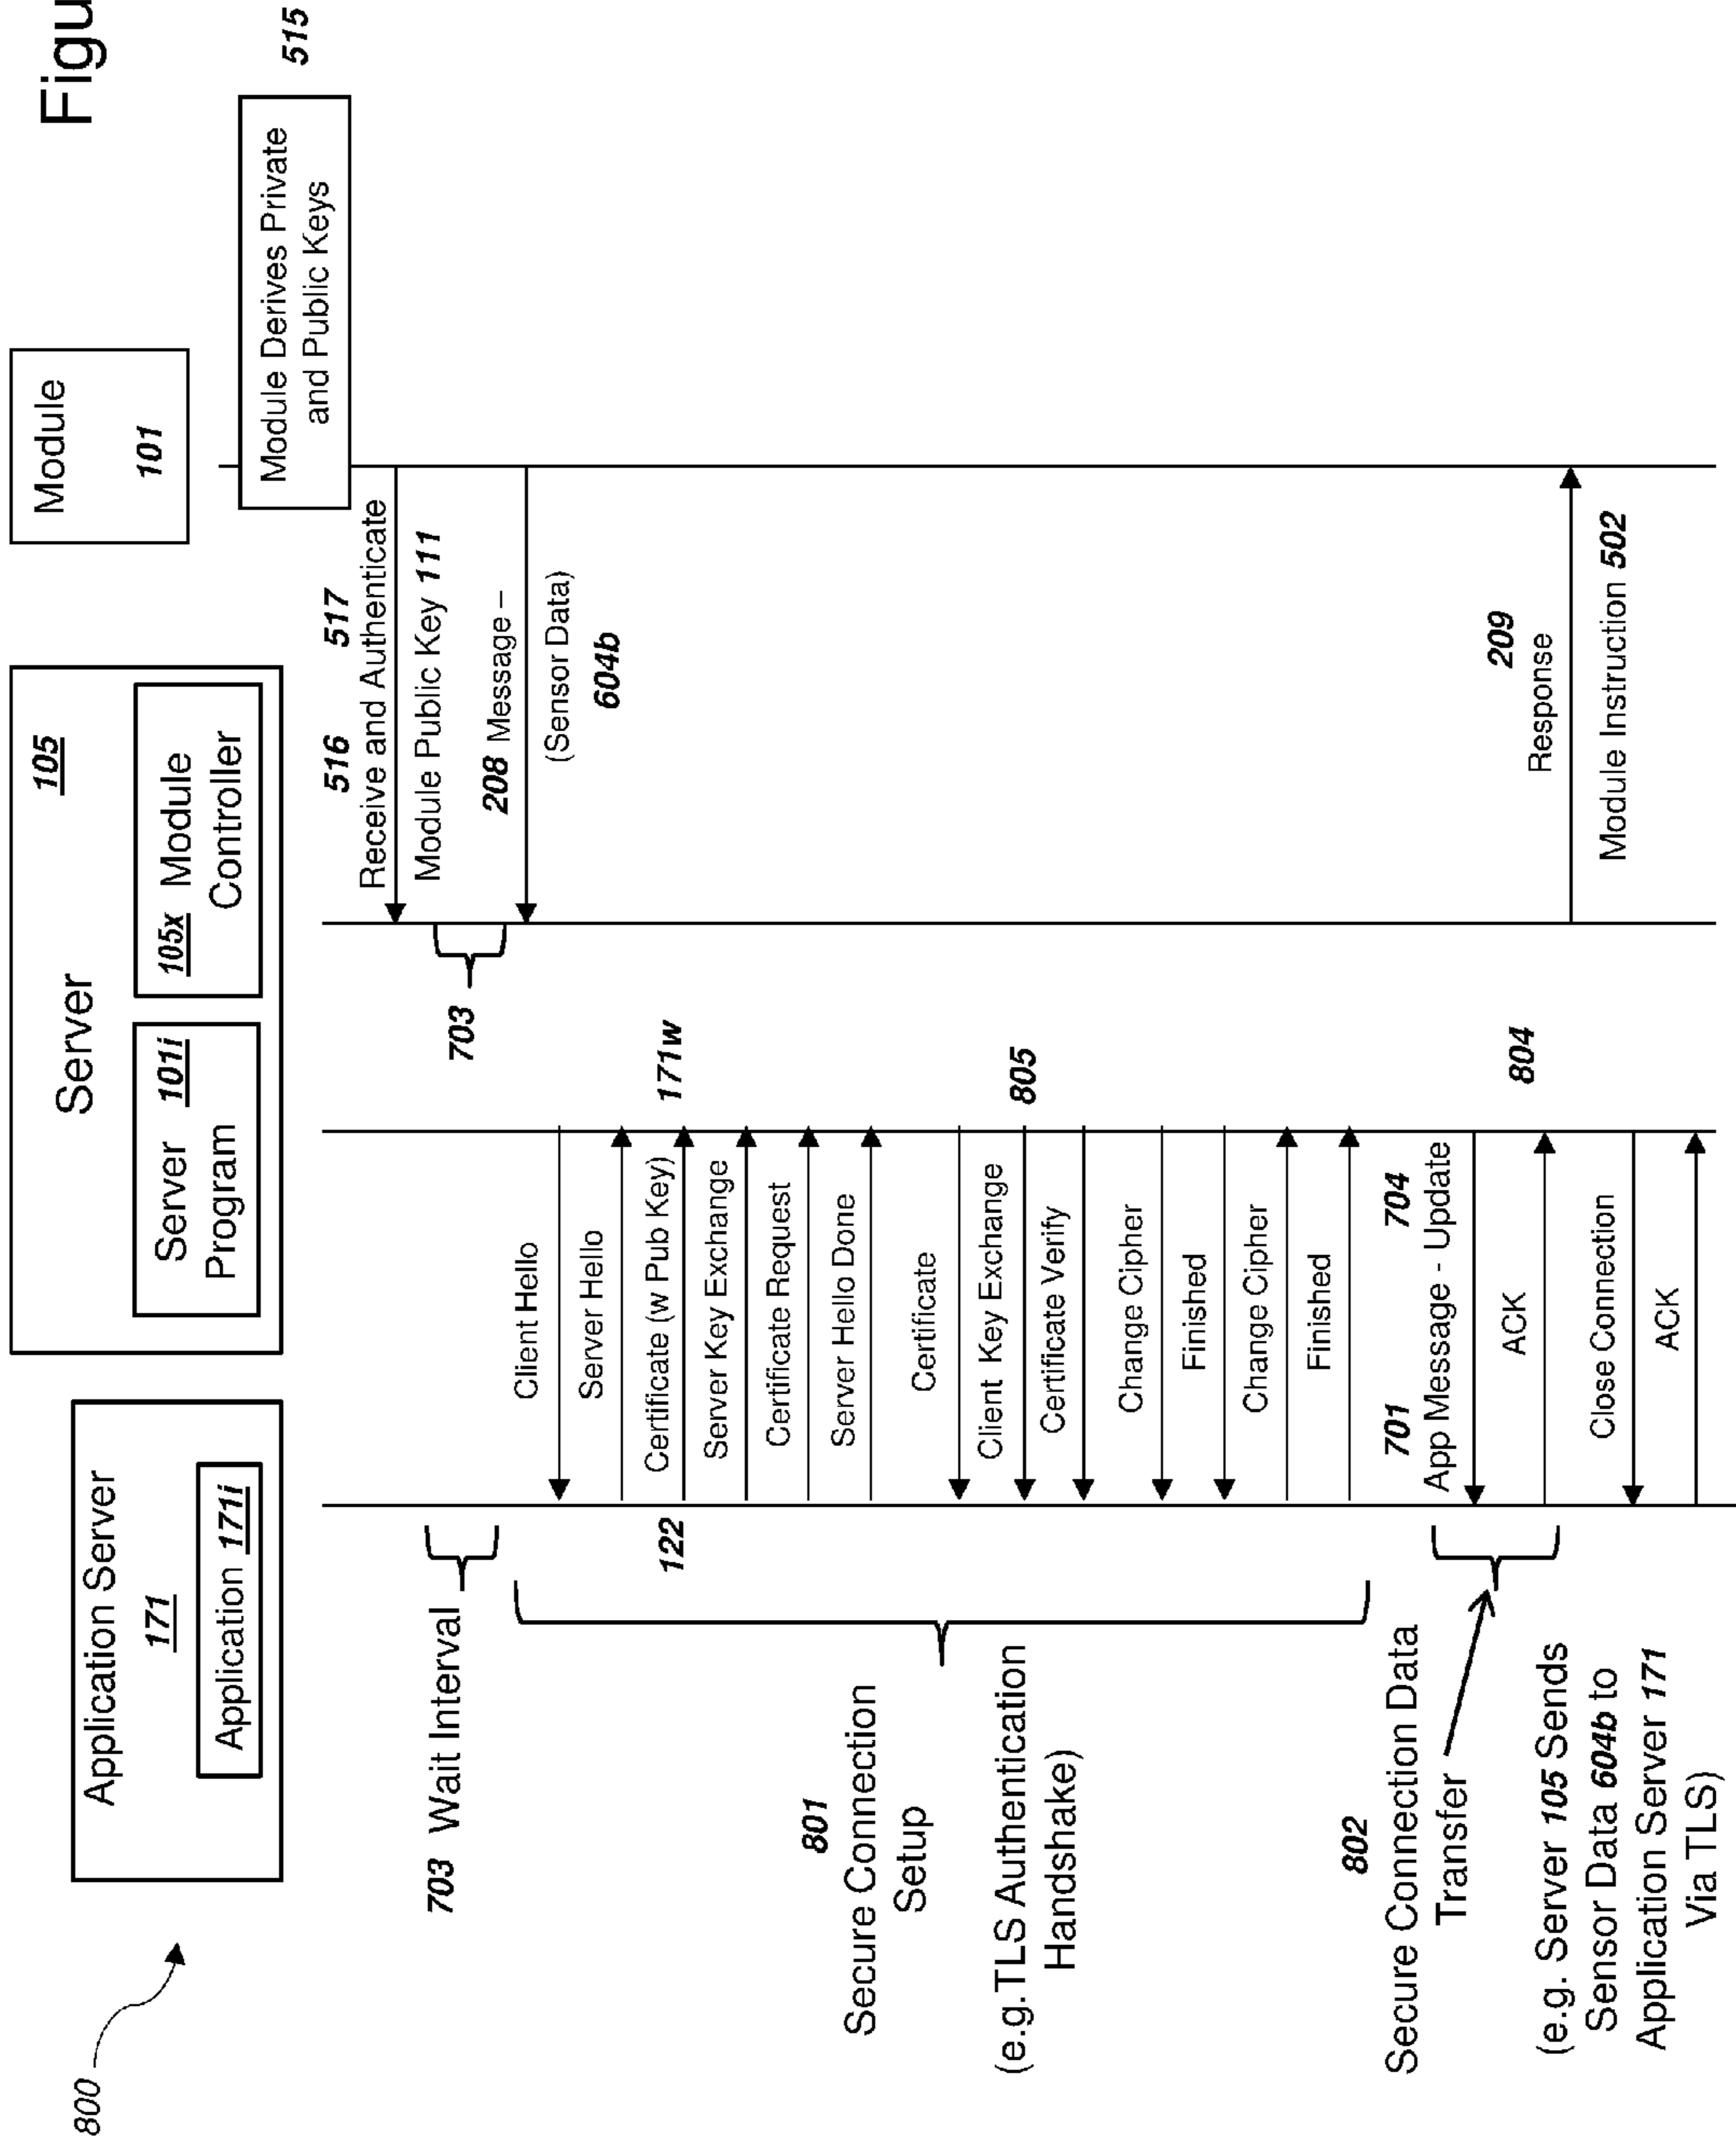 Figu
800
Application Server
171
Application 171i
Server 105
Server 101i
Program
105x Module
Controller
Module
101
Module Derives Private
and Public Keys
515
516 517
Receive and Authenticate
Module Public Key 111
703 Wait Interval
703
208 Message –
(Sensor Data)
604b
Client Hello
Server Hello
122
Certificate (w Pub Key)
171w
Server Key Exchange
Certificate Request
Server Hello Done
801
Secure Connection
Setup
(e.g.TLS Authentication
Handshake)
Certificate
Client Key Exchange
805
Certificate Verify
Change Cipher
Finished
Change Cipher
Finished
802
Secure Connection Data
Transfer
701 704
App Message - Update
ACK
804
209
Response
Module Instruction 502
(e.g. Server 105 Sends
Sensor Data 604b to
Application Server 171
Via TLS)
Close Connection
ACK